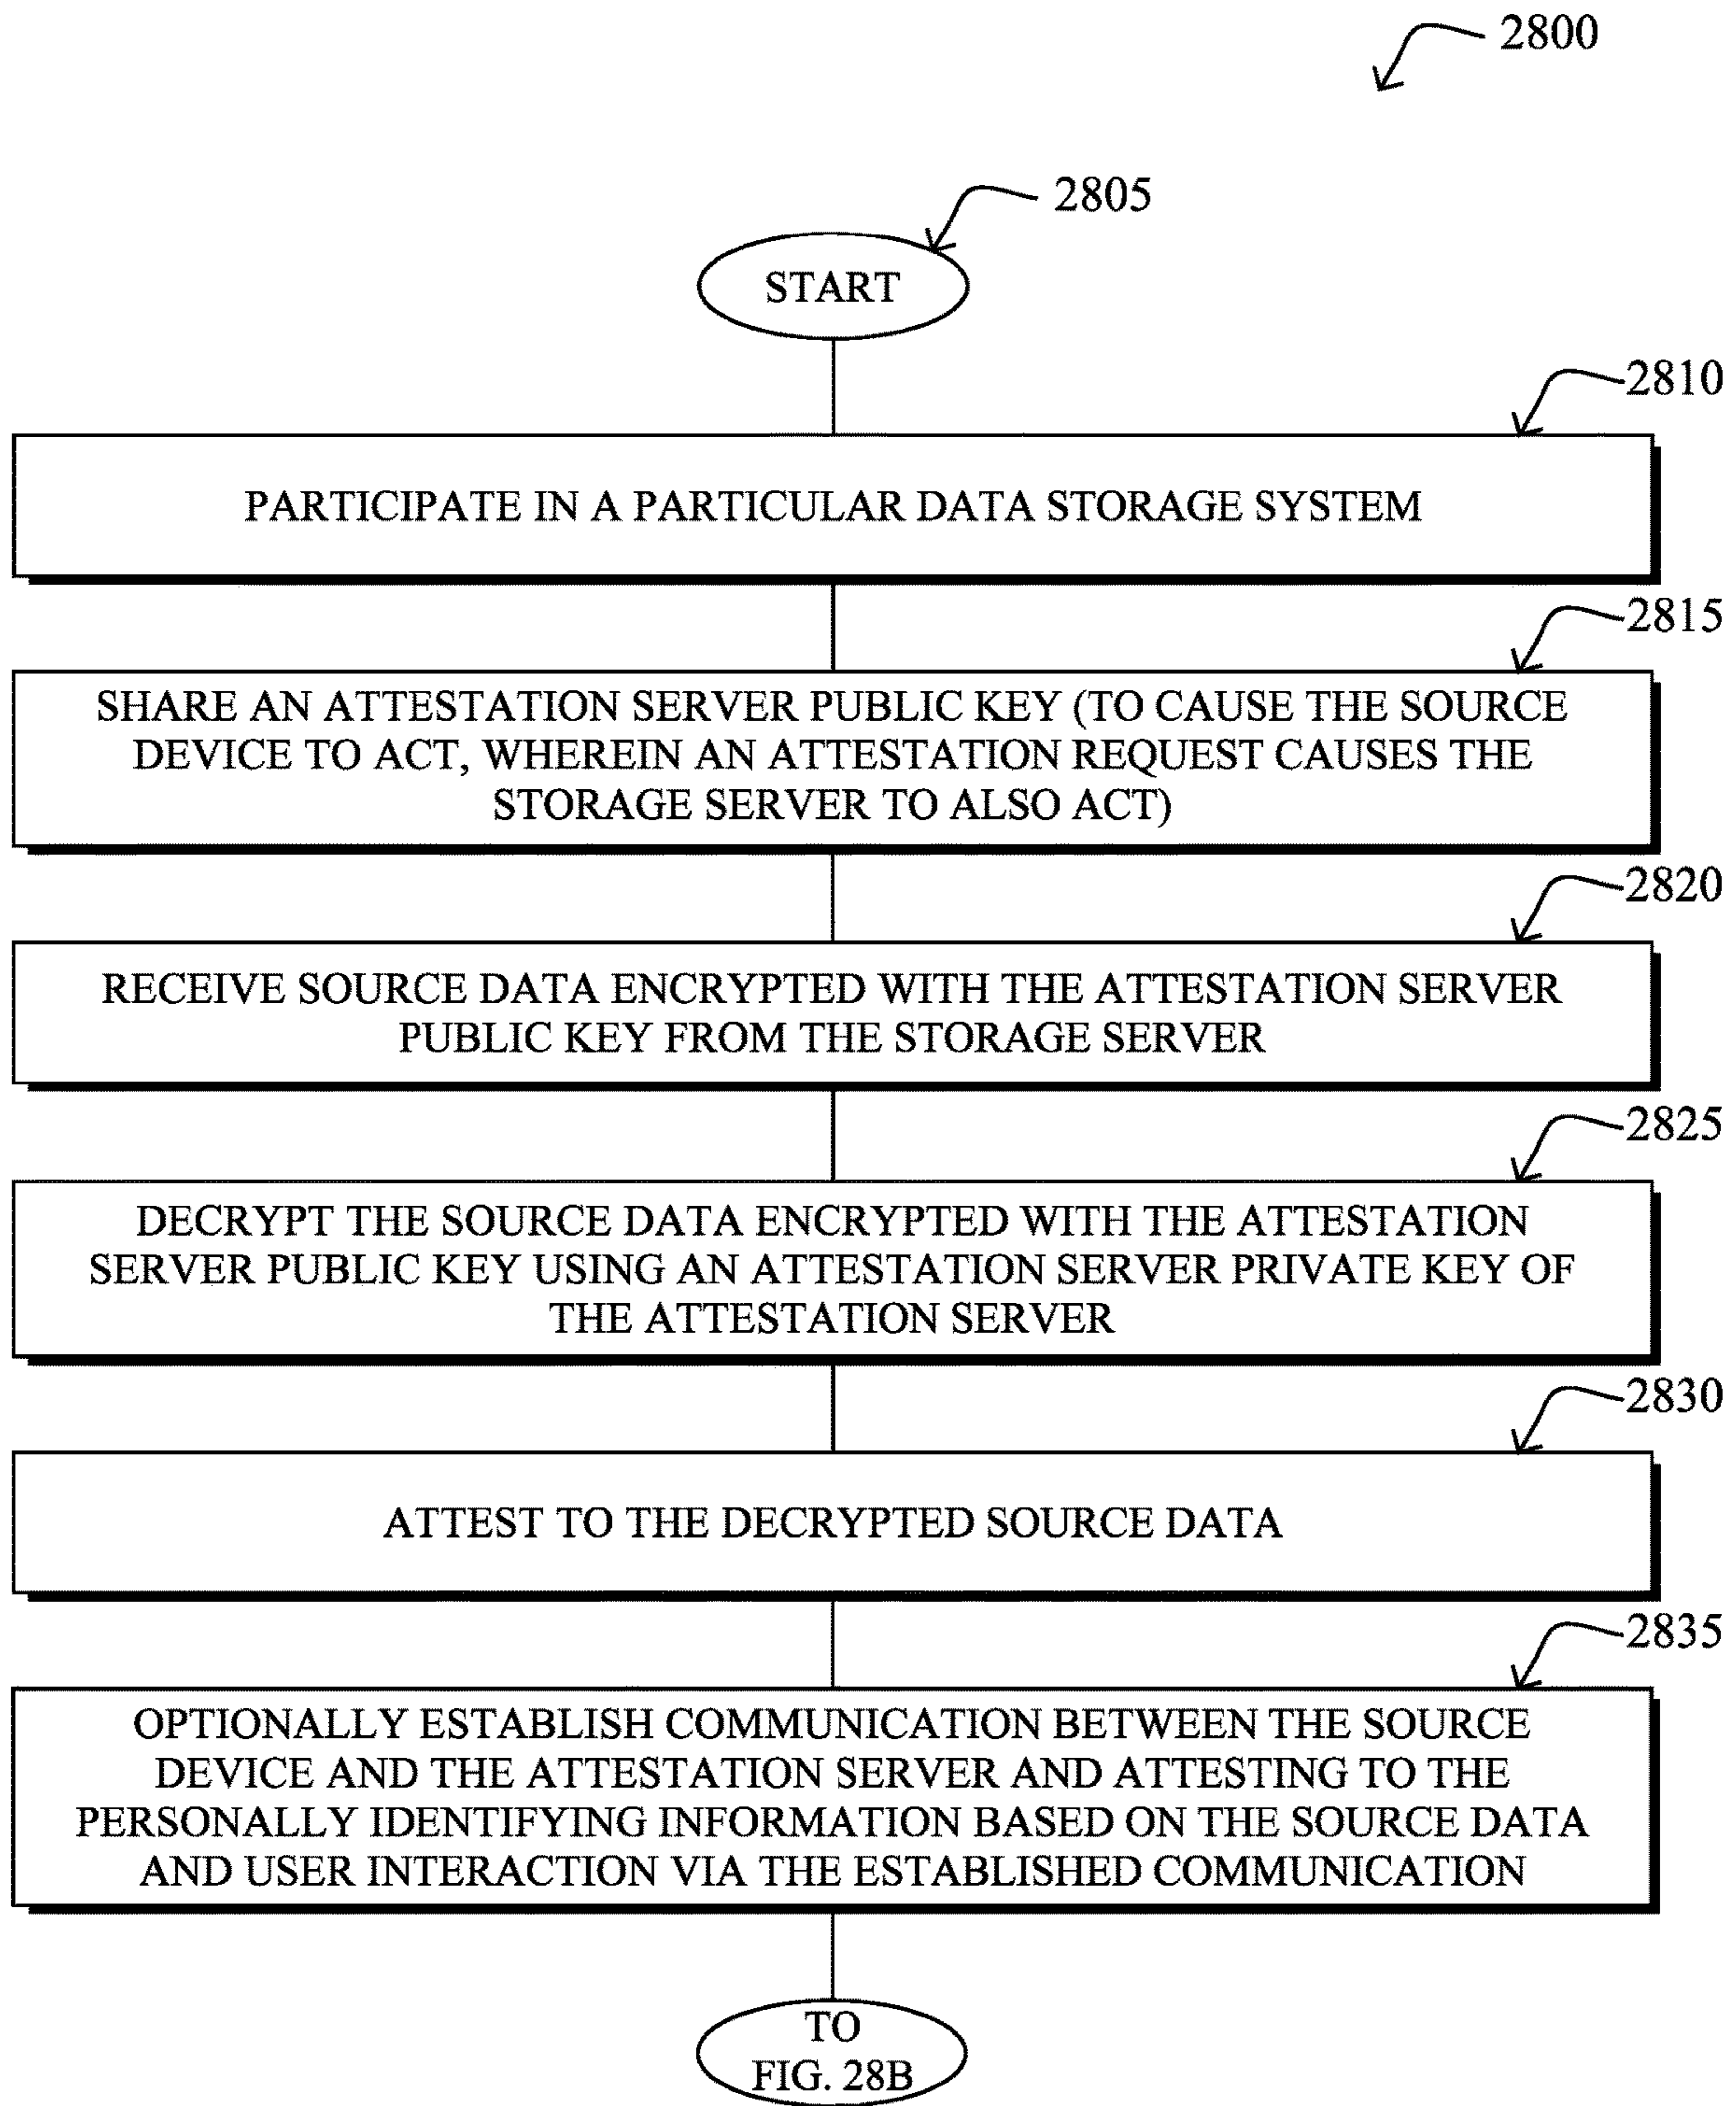 2800
2805
START
2810
PARTICIPATE IN A PARTICULAR DATA STORAGE SYSTEM
2815
SHARE AN ATTESTATION SERVER PUBLIC KEY (TO CAUSE THE SOURCE
DEVICE TO ACT, WHEREIN AN ATTESTATION REQUEST CAUSES THE
STORAGE SERVER TO ALSO ACT)
2820
RECEIVE SOURCE DATA ENCRYPTED WITH THE ATTESTATION SERVER
PUBLIC KEY FROM THE STORAGE SERVER
2825
DECRYPT THE SOURCE DATA ENCRYPTED WITH THE ATTESTATION
SERVER PUBLIC KEY USING AN ATTESTATION SERVER PRIVATE KEY OF
THE ATTESTATION SERVER
2830
ATTEST TO THE DECRYPTED SOURCE DATA
2835
OPTIONALLY ESTABLISH COMMUNICATION BETWEEN THE SOURCE
DEVICE AND THE ATTESTATION SERVER AND ATTESTING TO THE
PERSONALLY IDENTIFYING INFORMATION BASED ON THE SOURCE DATA
AND USER INTERACTION VIA THE ESTABLISHED COMMUNICATION
TO
FIG. 28B